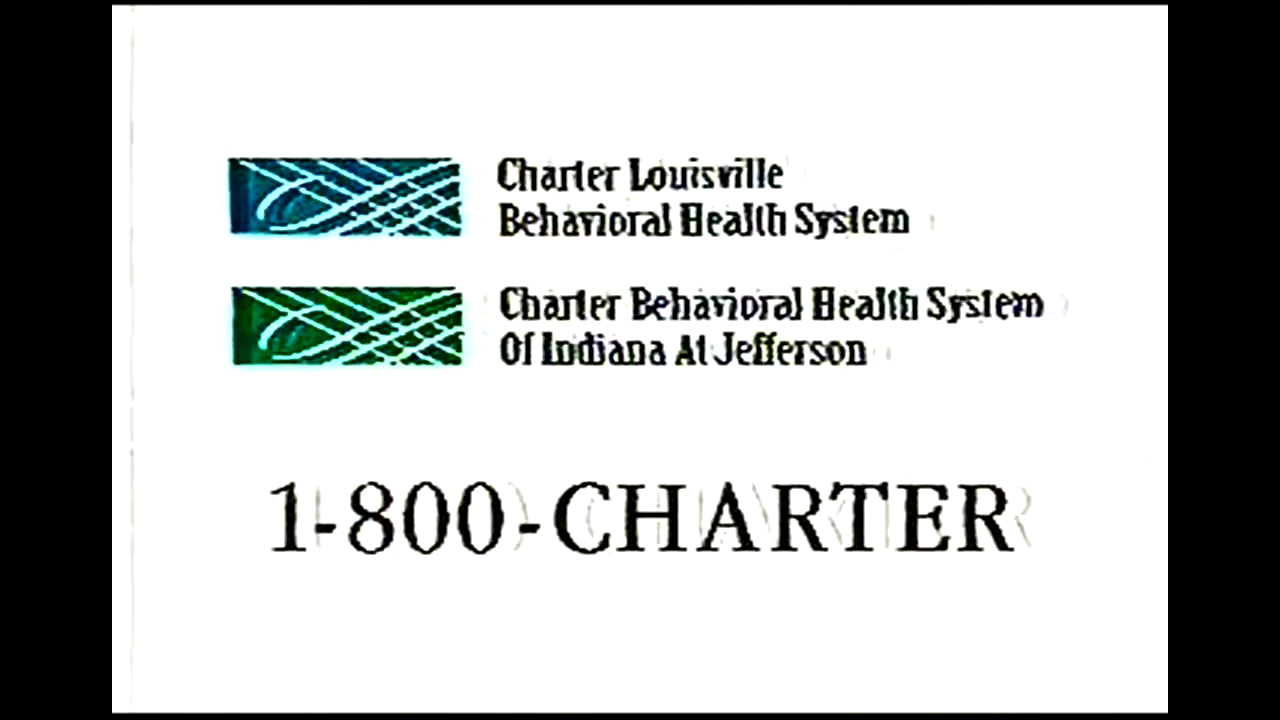 Charter Louisville
Behavioral Health System
Charter Behavioral Health System
Of Indiana At Jefferson
1-800-CHARTER